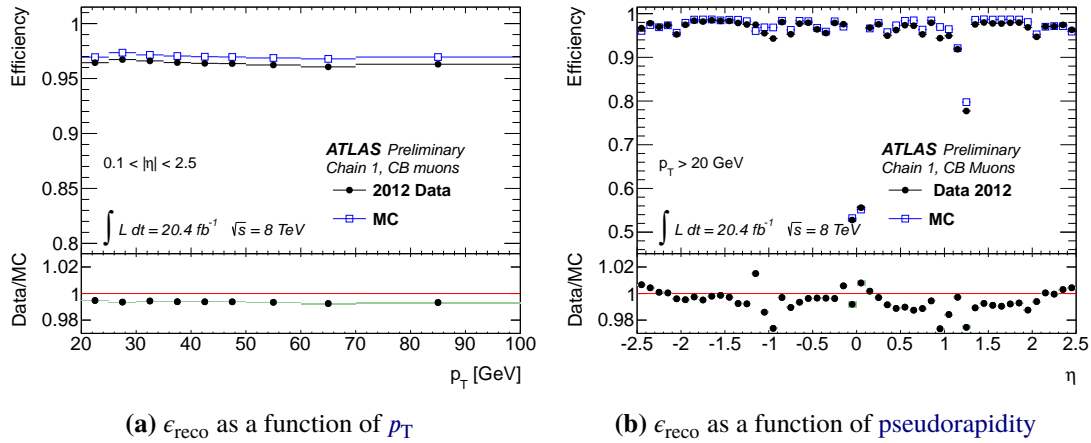 Efficiency
1
0.95
0.9
0.85
0.8
0.1 < |η| < 2.5
ATLAS Preliminary
Chain 1, CB muons
2012 Data
MC
∫ L dt = 20.4 fb⁻¹ √s = 8 TeV
Data/MC
1.02
1
0.98
20 30 40 50 60 70 80 90 100
p_T [GeV]
(a) ϵ_reco as a function of p_T
Efficiency
1
0.9
0.8
0.7
0.6
0.5
p_T > 20 GeV
ATLAS Preliminary
Chain 1, CB Muons
Data 2012
MC
∫ L dt = 20.4 fb⁻¹ √s = 8 TeV
Data/MC
1.02
1
0.98
-2.5 -2 -1.5 -1 -0.5 0 0.5 1 1.5 2 2.5
η
(b) ϵ_reco as a function of pseudorapidity